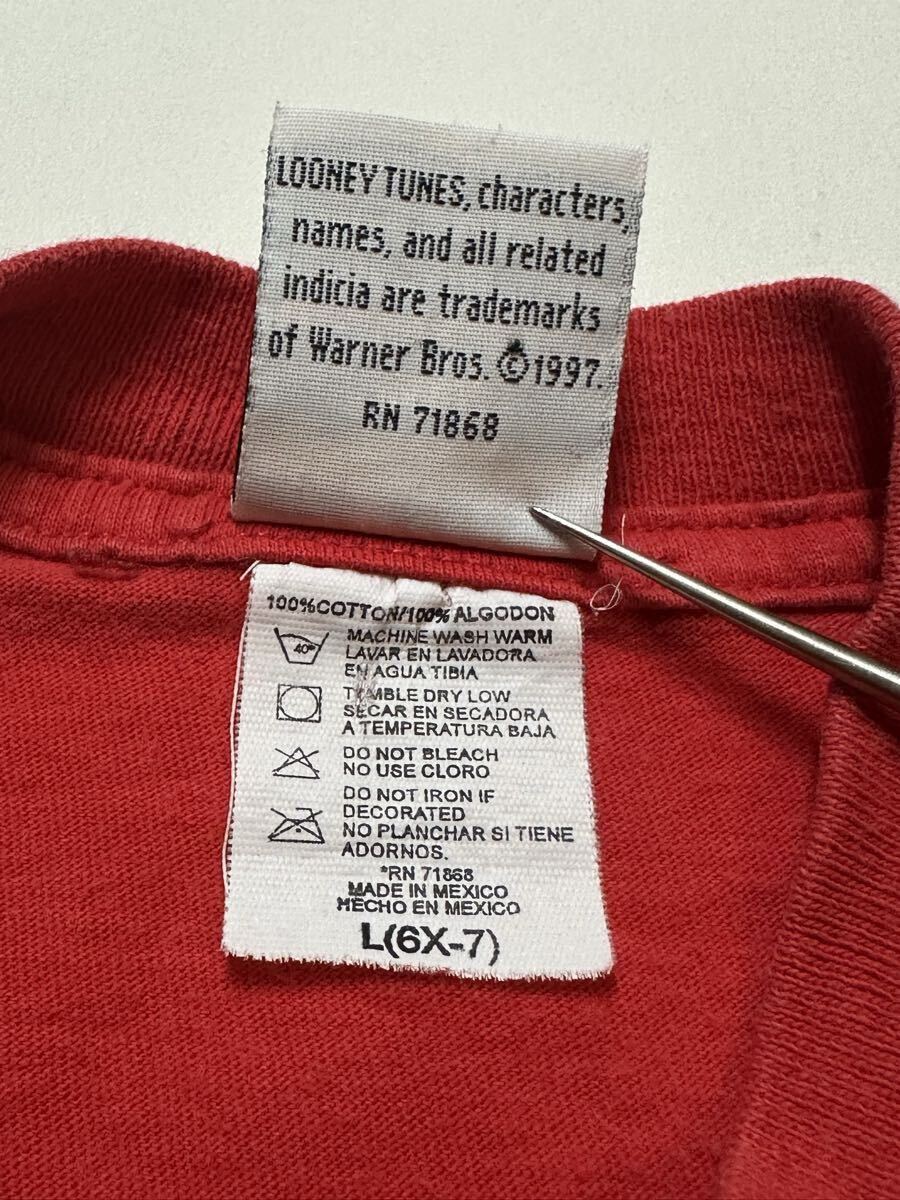 LOONEY TUNES, characters,
names, and all related
indicia are trademarks
of Warner Bros. ©1997.
RN 71868
100%COTTON/100% ALGODON
40°
MACHINE WASH WARM
LAVAR EN LAVADORA
EN AGUA TIBIA
TUMBLE DRY LOW
SECAR EN SECADORA
A TEMPERATURA BAJA
DO NOT BLEACH
NO USE CLORO
DO NOT IRON IF
DECORATED
NO PLANCHAR SI TIENE
ADORNOS.
*RN 71868
MADE IN MEXICO
HECHO EN MEXICO
L(6X-7)